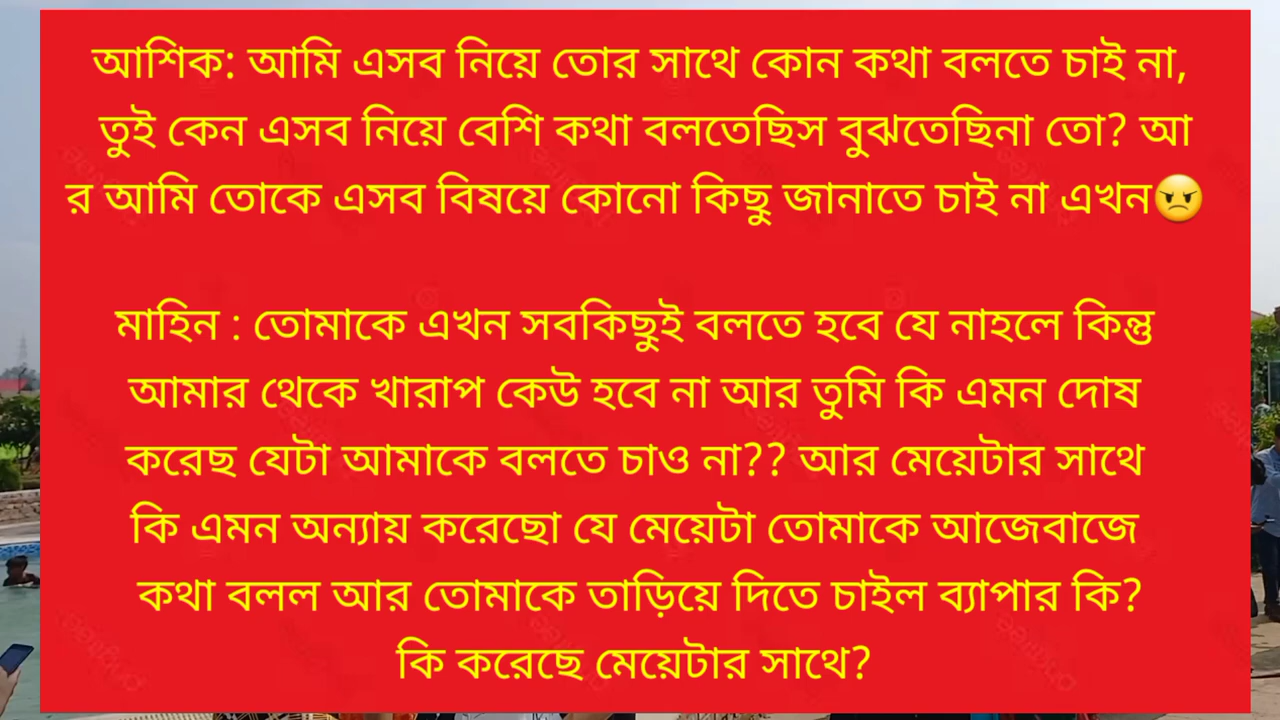 আশিক: আমি এসব নিয়ে তোর সাথে কোন কথা বলতে চাই না,
তুই কেন এসব নিয়ে বেশি কথা বলতেছিস বুঝতেছিনা তো? আ
র আমি তোকে এসব বিষয়ে কোনো কিছু জানাতে চাই না এখন😠
মাহিন : তোমাকে এখন সবকিছুই বলতে হবে যে নাহলে কিন্তু
আমার থেকে খারাপ কেউ হবে না আর তুমি কি এমন দোষ
করেছ যেটা আমাকে বলতে চাও না?? আর মেয়েটার সাথে
কি এমন অন্যায় করেছো যে মেয়েটা তোমাকে আজেবাজে
কথা বলল আর তোমাকে তাড়িয়ে দিতে চাইল ব্যাপার কি?
কি করেছে মেয়েটার সাথে?